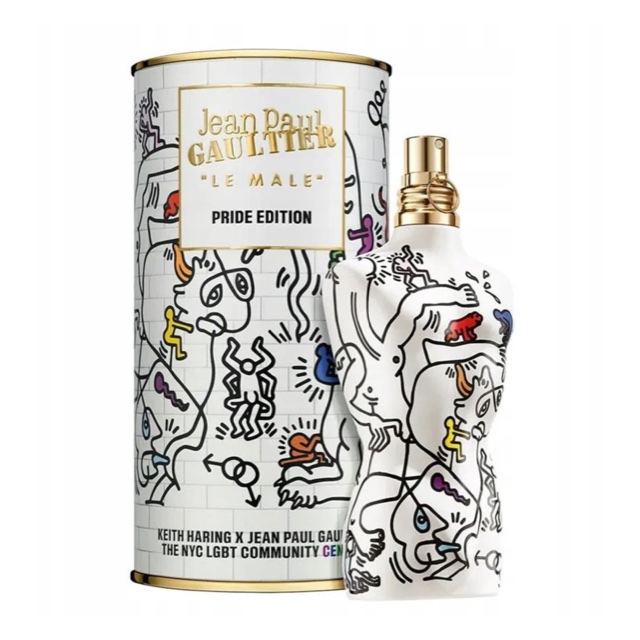 Jean Paul
GAULTIER
"LE MALE"
PRIDE EDITION
KEITH HARING X JEAN PAUL GAU
THE NYC LGBT COMMUNITY CEN